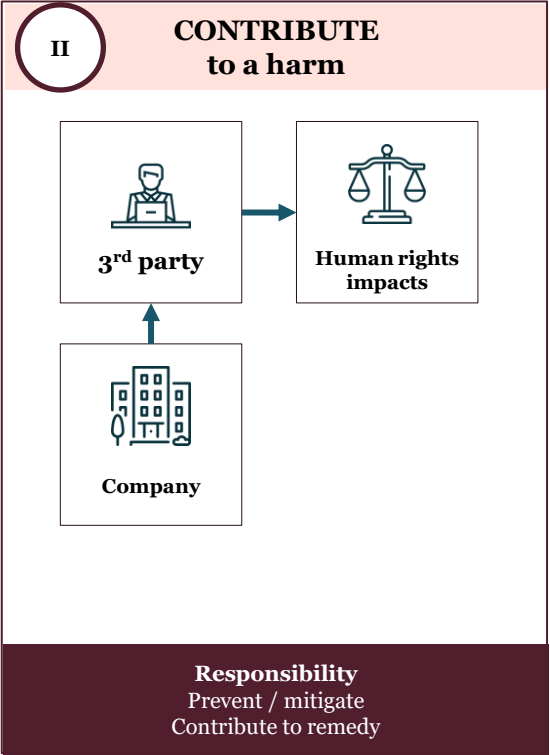 II
CONTRIBUTE
to a harm
3rd party
Human rights
impacts
Company
Responsibility
Prevent / mitigate
Contribute to remedy